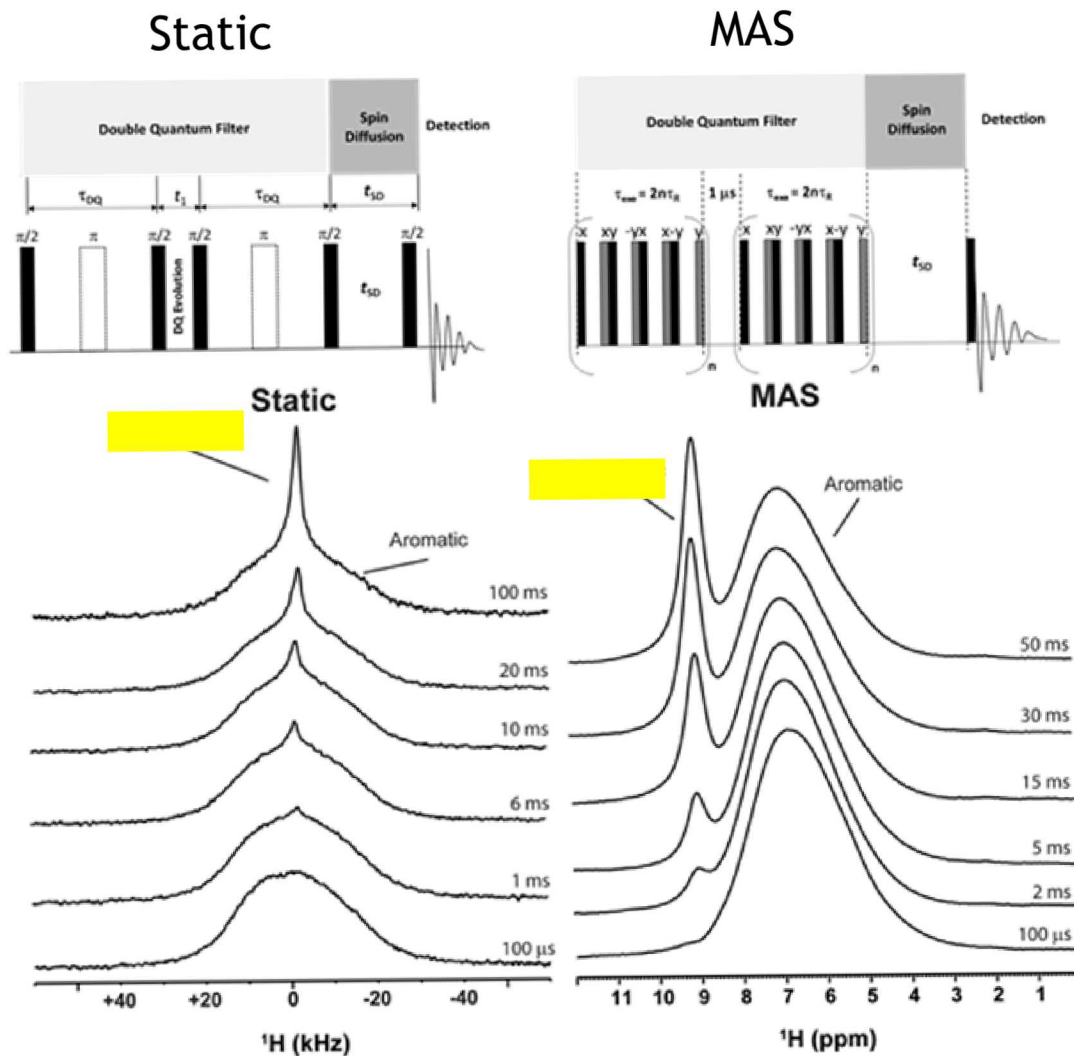 Static
MAS
Double Quantum Filter
Spin Diffusion
Detection
τDQ t1 τDQ tSD
π/2 π π/2 π/2 π π/2 π/2
DQ Evolution
tSD
Double Quantum Filter
Spin Diffusion
Detection
τexe = 2nτR 1 μs τexe = 2nτR
x xy -yx x-y y x xy -yx x-y y
tSD
n n
Static
Aromatic
100 ms
20 ms
10 ms
6 ms
1 ms
100 μs
+40 +20 0 -20 -40
¹H (kHz)
MAS
Aromatic
50 ms
30 ms
15 ms
5 ms
2 ms
100 μs
11 10 9 8 7 6 5 4 3 2 1
¹H (ppm)